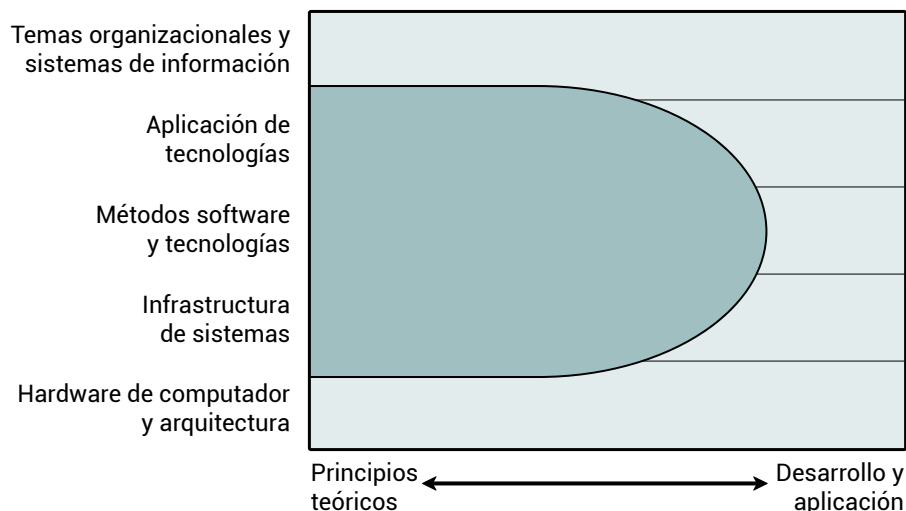 Temas organizacionales y
sistemas de información
Aplicación de
tecnologías
Métodos software
y tecnologías
Infrastructura
de sistemas
Hardware de computador
y arquitectura
Principios
teóricos
Desarrollo y
aplicación